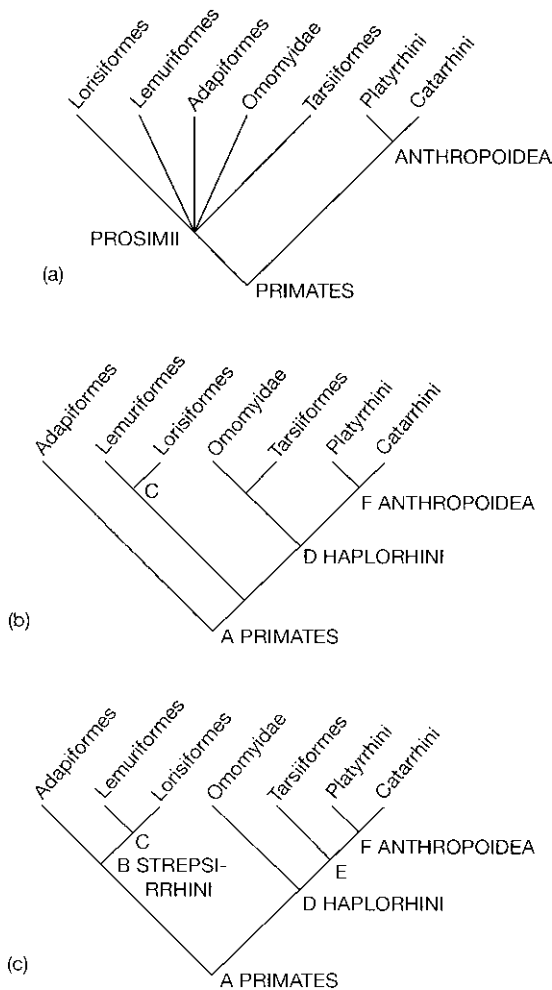 Lorisiformes
Lemuriformes
Adapiformes
Omomyidae
Tarsiiformes
Platyrrhini
Catarrhini
ANTHROPOIDEA
PROSIMII
(a)
PRIMATES
Adapiformes
Lemuriformes
Lorisiformes
Omomyidae
Tarsiiformes
Platyrrhini
Catarrhini
C
F ANTHROPOIDEA
D HAPLORHINI
(b)
A PRIMATES
Adapiformes
Lemuriformes
Lorisiformes
Omomyidae
Tarsiiformes
Platyrrhini
Catarrhini
C
F ANTHROPOIDEA
B STREPSI-
RRHINI
E
D HAPLORHINI
(c)
A PRIMATES